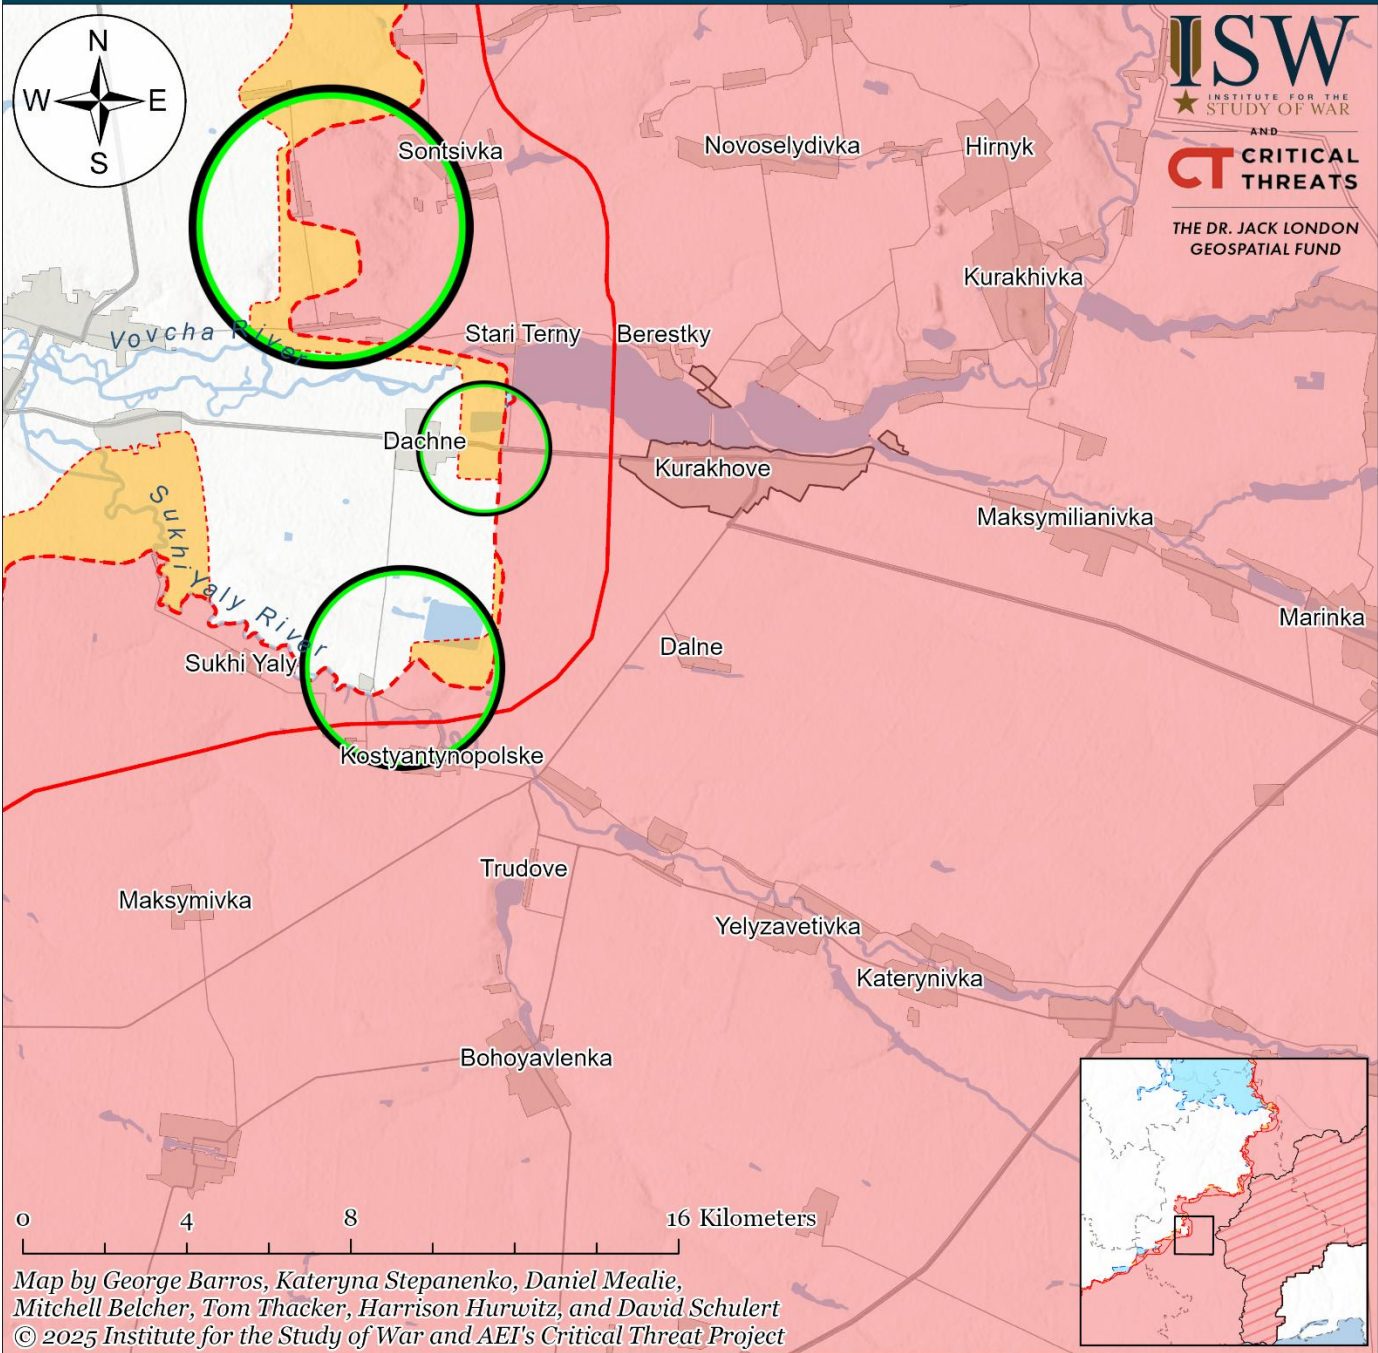 N
W E
S
ISW
INSTITUTE FOR THE
STUDY OF WAR
AND
CT CRITICAL
THREATS
THE DR. JACK LONDON
GEOSPATIAL FUND
Sontsivka
Novoselydivka
Hirnyk
Kurakhivka
Vovcha River
Stari Terny
Berestky
Dachne
Kurakhove
Maksymilianivka
Sukhi Yaly River
Marinka
Dalne
Sukhi Yaly
Kostyantynopolske
Trudove
Maksymivka
Yelyzavetivka
Katerynivka
Bohoyavlenka
0 4 8 16 Kilometers
Map by George Barros, Kateryna Stepanenko, Daniel Mealie,
Mitchell Belcher, Tom Thacker, Harrison Hurwitz, and David Schulert
© 2025 Institute for the Study of War and AEI's Critical Threat Project